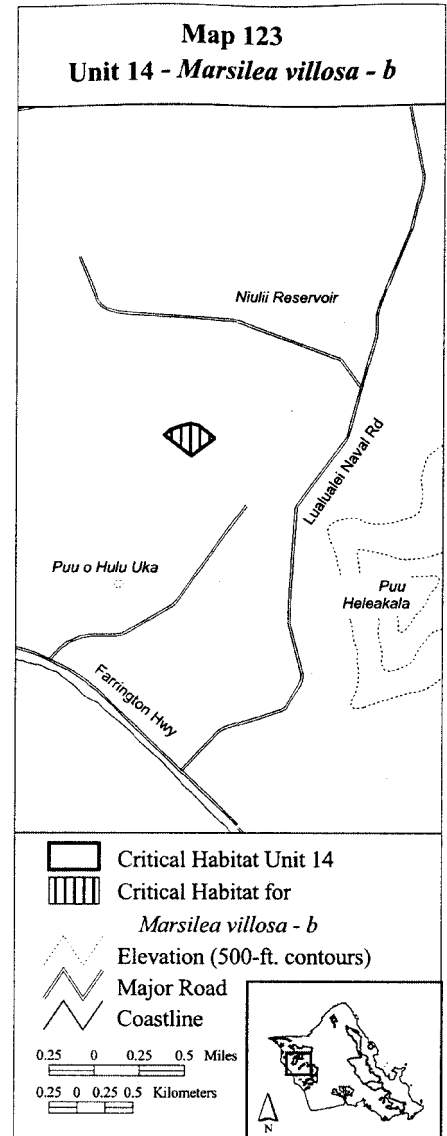 Map 123
Unit 14 - Marsilea villosa - b
Niulii Reservoir
Lualualei Naval Rd
Puu o Hulu Uka
Puu
Heleakala
Farrington Hwy
Critical Habitat Unit 14
Critical Habitat for
Marsilea villosa - b
Elevation (500-ft. contours)
Major Road
Coastline
0.25 0 0.25 0.5 Miles
0.25 0 0.25 0.5 Kilometers
N